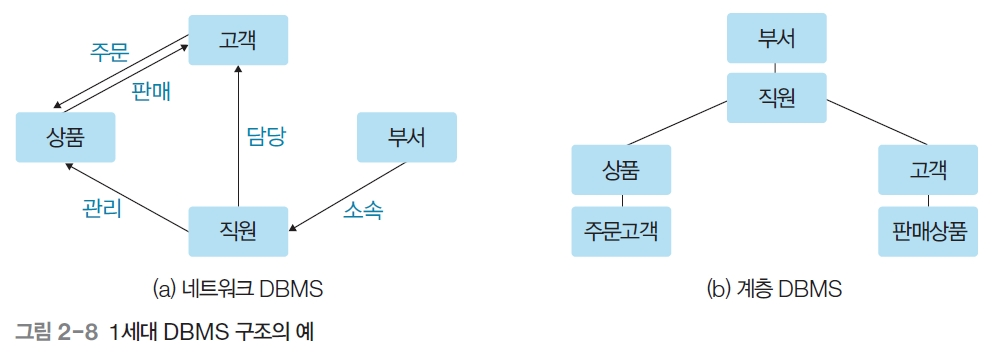 고객
주문
판매
상품
담당
부서
관리
직원
소속
(a) 네트워크 DBMS
부서
직원
상품
고객
주문고객
판매상품
(b) 계층 DBMS
그림 2-8 1세대 DBMS 구조의 예